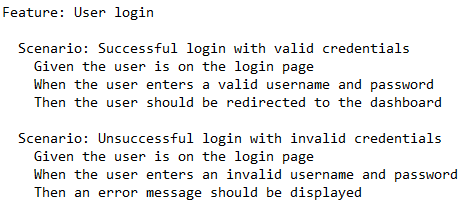 Feature: User login
Scenario: Successful login with valid credentials
Given the user is on the login page
When the user enters a valid username and password
Then the user should be redirected to the dashboard
Scenario: Unsuccessful login with invalid credentials
Given the user is on the login page
When the user enters an invalid username and password
Then an error message should be displayed